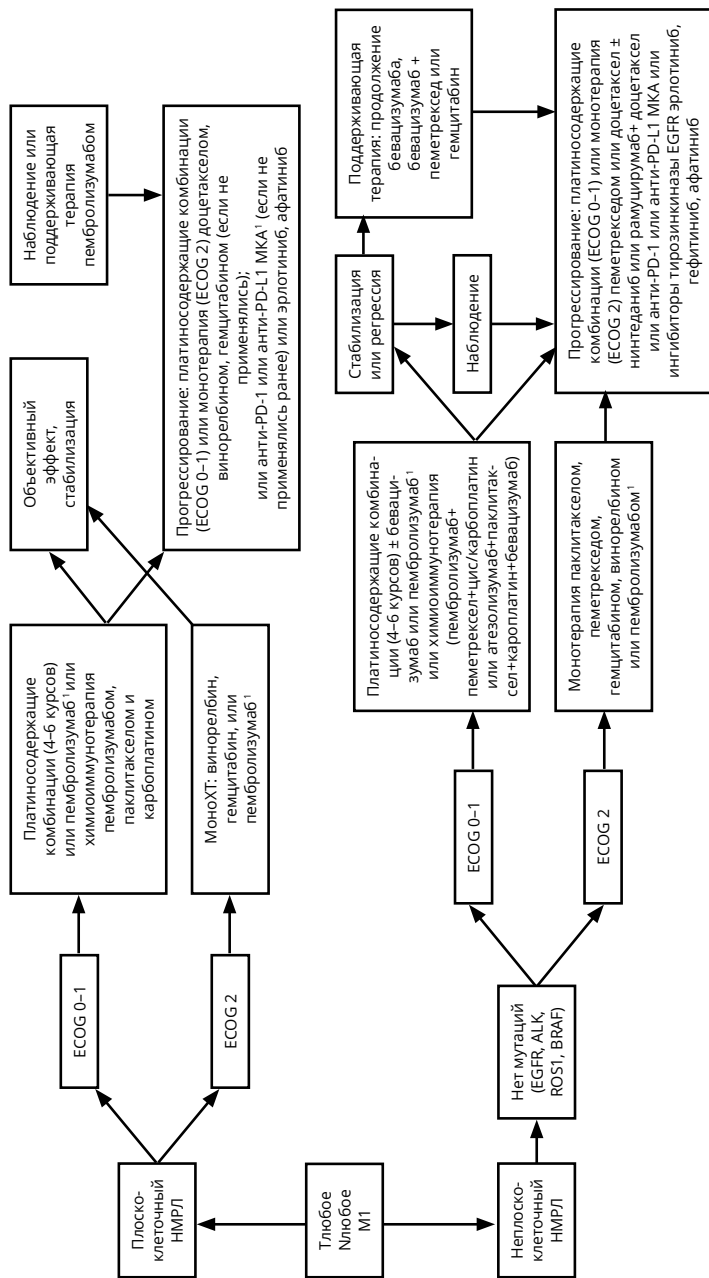 Плоско-
клеточный
НМРЛ
Tлюбое
Nлюбое
M1
Неплоско-
клеточный
НМРЛ
ECOG 0–1
ECOG 2
Нет мутаций
(EGFR, ALK,
ROS1, BRAF)
ECOG 0–1
ECOG 2
Платиносодержащие
комбинации (4–6 курсов)
или пембролизумаб¹ или
химиоиммунотерапия
пембролизумабом,
паклитакселом и
карбоплатином
МоноХТ: винорелбин,
гемцитабин, или
пембролизумаб¹
Платиносодержащие комбина-
ции (4–6 курсов) ± беваци-
зумаб или пембролизумаб¹
или химиоиммунотерапия
(пембролизумаб+
пеметрексел+цис/карбоплатин
или атезолизумаб+паклитак-
сел+кароплатин+бевацизумаб)
Монотерапия паклитакселом,
пеметрекседом,
гемцитабином, винорелбином
или пембролизумабом¹
Объективный
эффект,
стабилизация
Наблюдение или
поддерживающая
терапия
пембролизумабом
Прогрессирование: платиносодержащие комбинации
(ECOG 0–1) или монотерапия (ECOG 2) доцетакселом,
винорелбином, гемцитабином (если не
применялись);
или анти-PD-1 или анти-PD-L1 МКА¹ (если не
применялись ранее) или эрлотиниб, афатиниб
Стабилизация
или регрессия
Наблюдение
Поддерживающая
терапия: продолжение
бевацизумаба,
бевацизумаб +
пеметрексед или
гемцитабин
Прогрессирование: платиносодержащие
комбинации (ECOG 0–1) или монотерапия
(ECOG 2) пеметрекседом или доцетаксел ±
нинтеданиб или рамуцирумаб+ доцетаксел
или анти-PD-1 или анти-PD-L1 МКА или
ингибиторы тирозинкиназы EGFR эрлотиниб,
гефитиниб, афатиниб